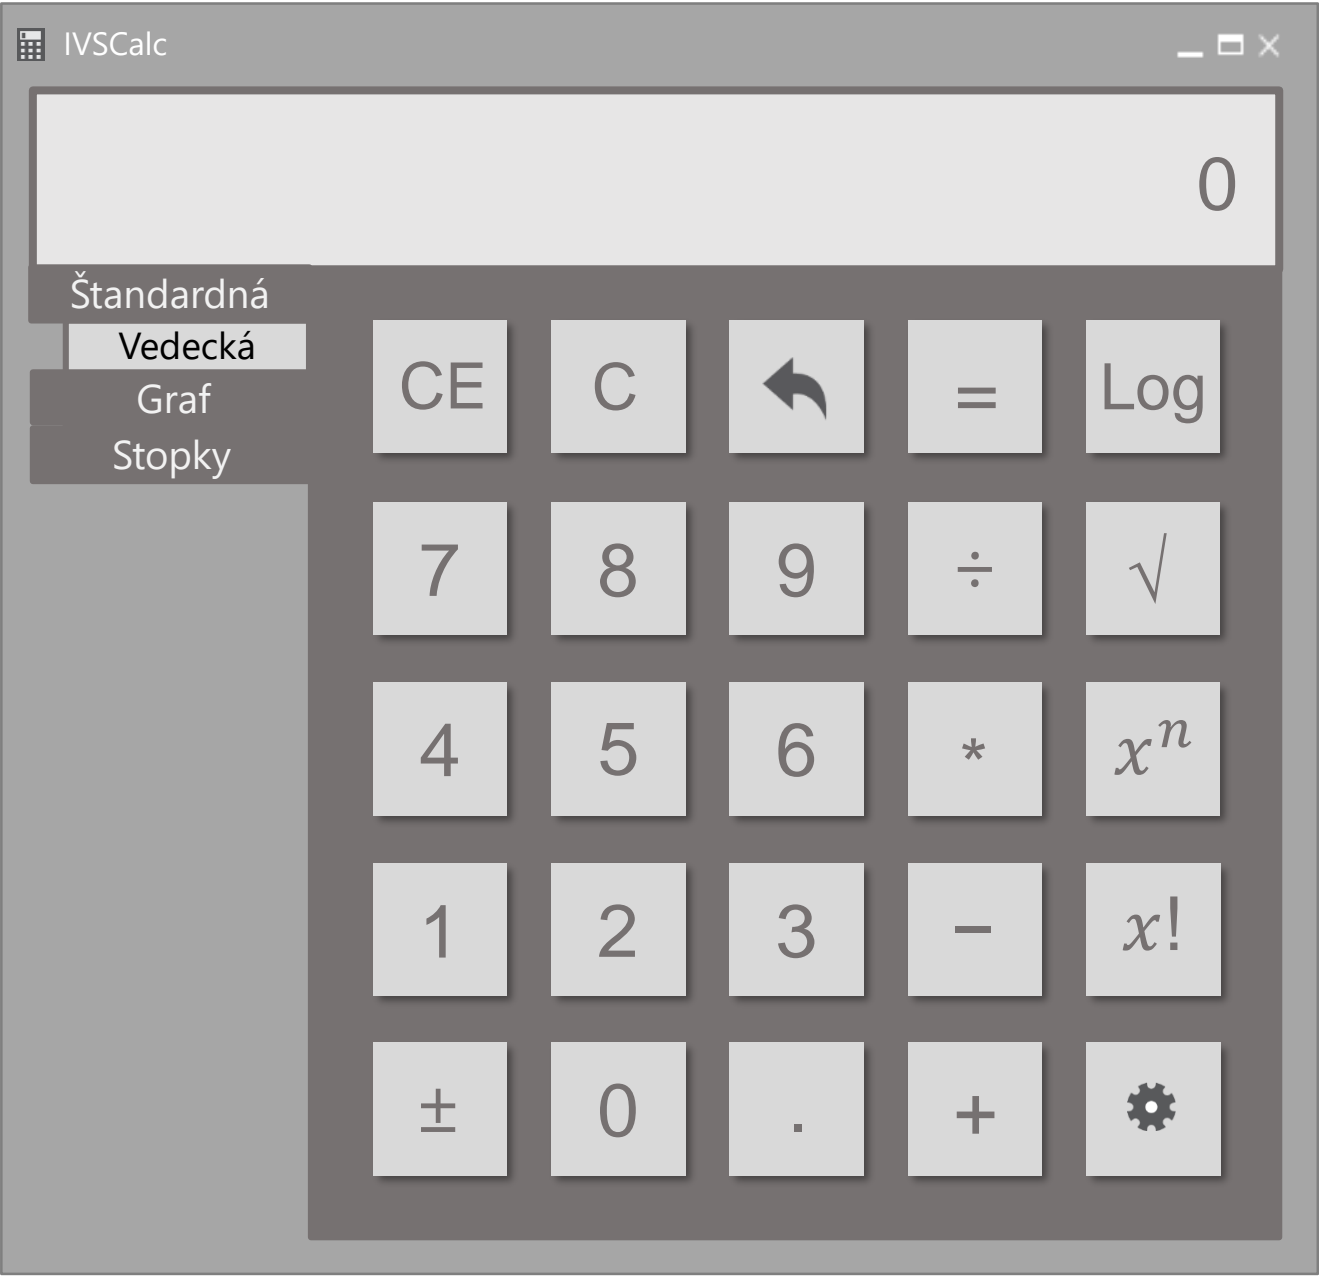 IVSCalc
0
Štandardná
Vedecká
Graf
Stopky
CE C = Log
7 8 9 ÷ √
4 5 6 * xⁿ
1 2 3 − x!
± 0 . +